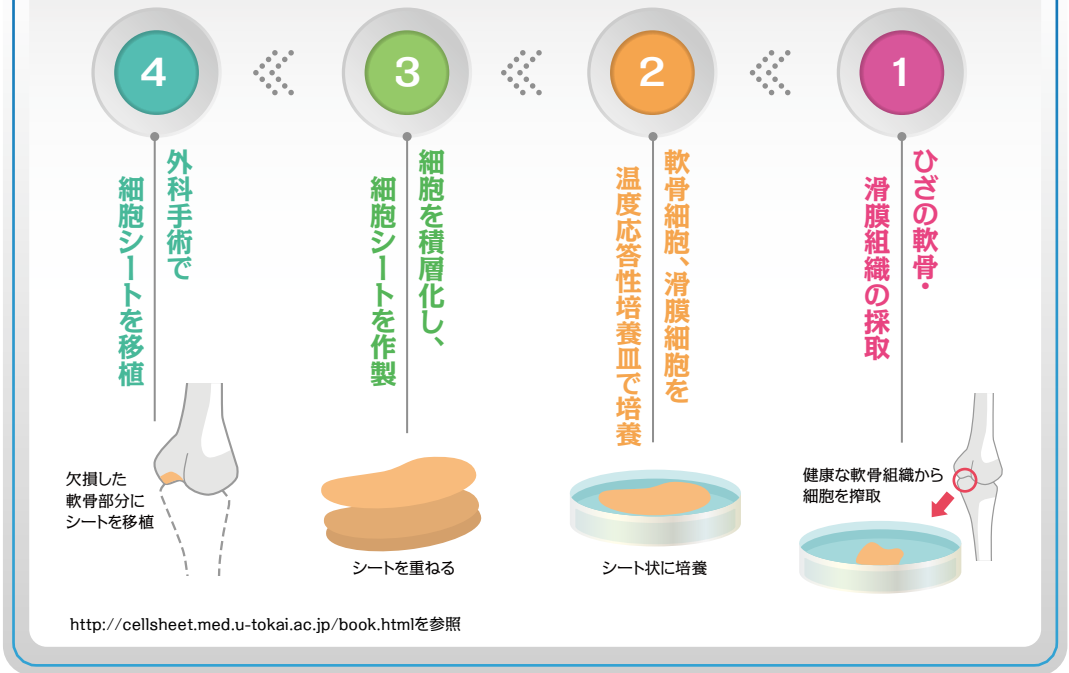 1
ひざの軟骨・
滑膜組織の採取
健康な軟骨組織から
細胞を搾取
2
軟骨細胞、滑膜細胞を
温度応答性培養皿で培養
シート状に培養
3
細胞を積層化し、
細胞シートを作製
シートを重ねる
4
外科手術で
細胞シートを移植
欠損した
軟骨部分に
シートを移植
http://cellsheet.med.u-tokai.ac.jp/book.htmlを参照